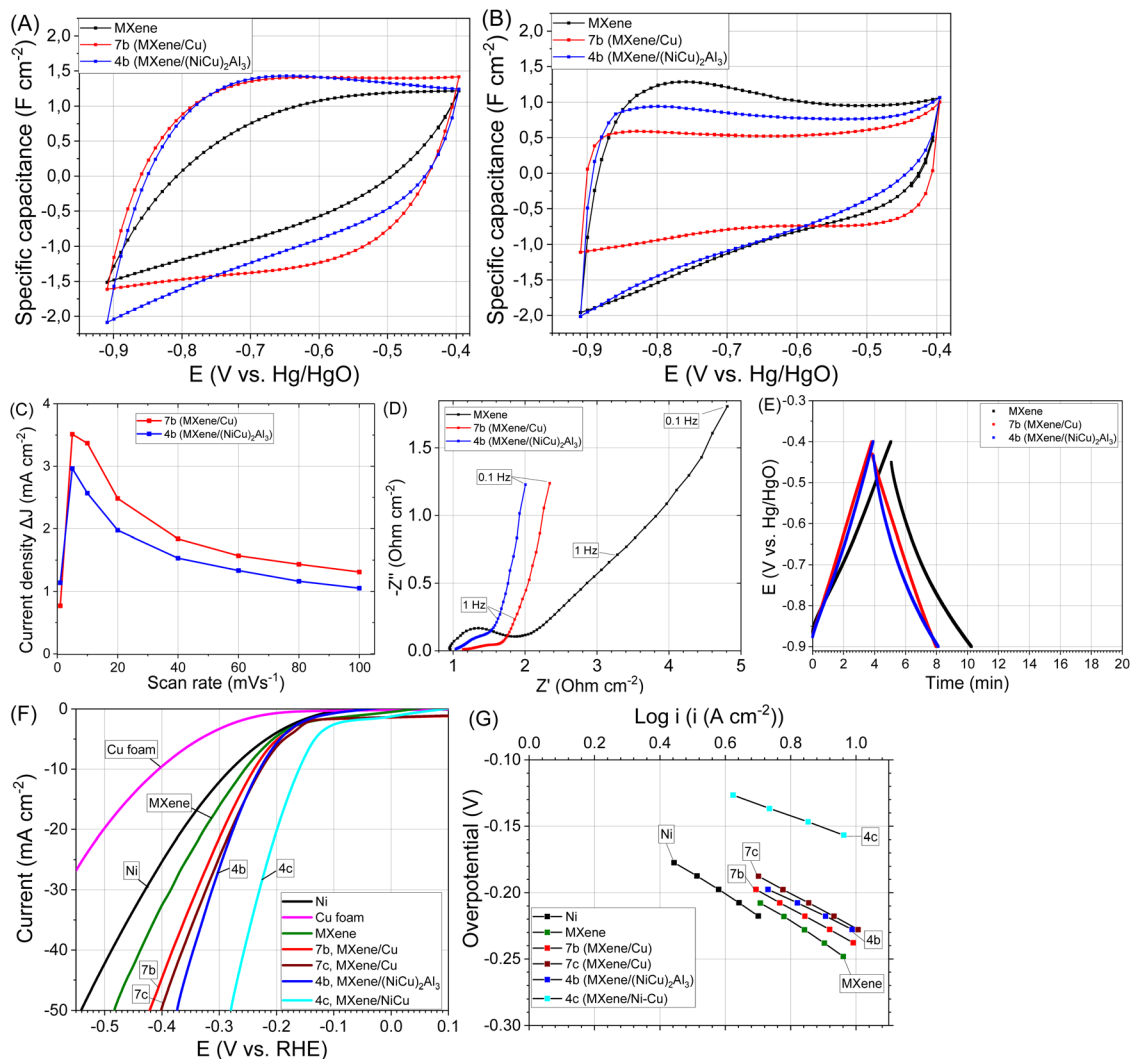 (A)
MXene
7b (MXene/Cu)
4b (MXene/(NiCu)2Al3)
Specific capacitance (F cm-2)
2,0
1,5
1,0
0,5
0,0
-0,5
-1,0
-1,5
-2,0
-0,9 -0,8 -0,7 -0,6 -0,5 -0,4
E (V vs. Hg/HgO)
(B)
MXene
7b (MXene/Cu)
4b (MXene/(NiCu)2Al3)
Specific capacitance (F cm-2)
2,0
1,5
1,0
0,5
0,0
-0,5
-1,0
-1,5
-2,0
-0,9 -0,8 -0,7 -0,6 -0,5 -0,4
E (V vs. Hg/HgO)
(C)
7b (MXene/Cu)
4b (MXene/(NiCu)2Al3)
Current density ΔJ (mA cm-2)
4
3
2
1
0
0 20 40 60 80 100
Scan rate (mVs-1)
(D)
MXene
7b (MXene/Cu)
4b (MXene/(NiCu)2Al3)
0.1 Hz
0.1 Hz
1 Hz
1 Hz
-Z'' (Ohm cm-2)
1.5
1.0
0.5
0.0
1 2 3 4 5
Z' (Ohm cm-2)
(E)
MXene
7b (MXene/Cu)
4b (MXene/(NiCu)2Al3)
E (V vs. Hg/HgO)
-0.3
-0.4
-0.5
-0.6
-0.7
-0.8
-0.9
0 2 4 6 8 10 12 14 16 18 20
Time (min)
(F)
Cu foam
MXene
Ni
4b
4c
7b
7c
Ni
Cu foam
MXene
7b, MXene/Cu
7c, MXene/Cu
4b, MXene/(NiCu)2Al3
4c, MXene/NiCu
Current (mA cm-2)
0
-10
-20
-30
-40
-50
-0.5 -0.4 -0.3 -0.2 -0.1 0.0 0.1
E (V vs. RHE)
(G)
Log i (i (A cm-2))
0.0 0.2 0.4 0.6 0.8 1.0
Overpotential (V)
-0.10
-0.15
-0.20
-0.25
-0.30
4c
Ni
7c
7b
4b
MXene
Ni
MXene
7b (MXene/Cu)
7c (MXene/Cu)
4b (MXene/(NiCu)2Al3)
4c (MXene/Ni-Cu)